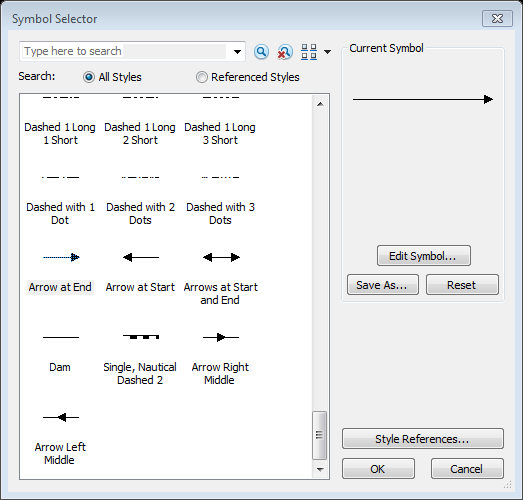 Symbol Selector
Type here to search
Search:
All Styles
Referenced Styles
Dashed 1 Long
1 Short
Dashed 1 Long
2 Short
Dashed 1 Long
3 Short
Dashed with 1
Dot
Dashed with 2
Dots
Dashed with 3
Dots
Arrow at End
Arrow at Start
Arrows at Start
and End
Dam
Single, Nautical
Dashed 2
Arrow Right
Middle
Arrow Left
Middle
Current Symbol
Edit Symbol...
Save As...
Reset
Style References...
OK
Cancel